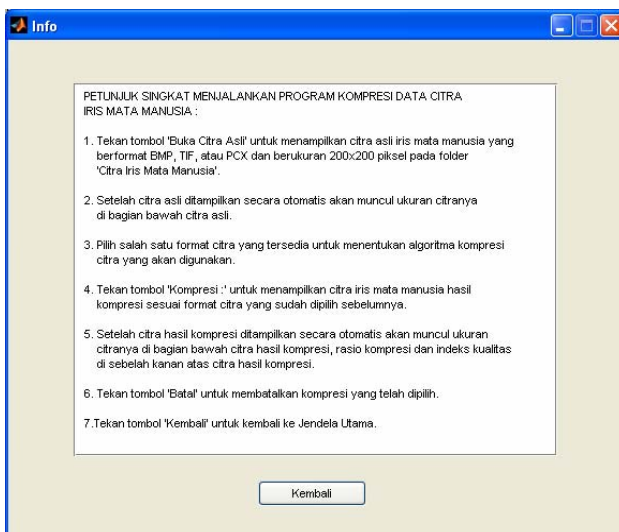 Info
PETUNJUK SINGKAT MENJALANKAN PROGRAM KOMPRESI DATA CITRA
IRIS MATA MANUSIA :
1. Tekan tombol 'Buka Citra Asli' untuk menampilkan citra asli iris mata manusia yang
berformat BMP, TIF, atau PCX dan berukuran 200x200 piksel pada folder
'Citra Iris Mata Manusia'.
2. Setelah citra asli ditampilkan secara otomatis akan muncul ukuran citranya
di bagian bawah citra asli.
3. Pilih salah satu format citra yang tersedia untuk menentukan algoritma kompresi
citra yang akan digunakan.
4. Tekan tombol 'Kompresi :' untuk menampilkan citra iris mata manusia hasil
kompresi sesuai format citra yang sudah dipilih sebelumnya.
5. Setelah citra hasil kompresi ditampilkan secara otomatis akan muncul ukuran
citranya di bagian bawah citra hasil kompresi, rasio kompresi dan indeks kualitas
di sebelah kanan atas citra hasil kompresi.
6. Tekan tombol 'Batal' untuk membatalkan kompresi yang telah dipilih.
7.Tekan tombol 'Kembali' untuk kembali ke Jendela Utama.
Kembali